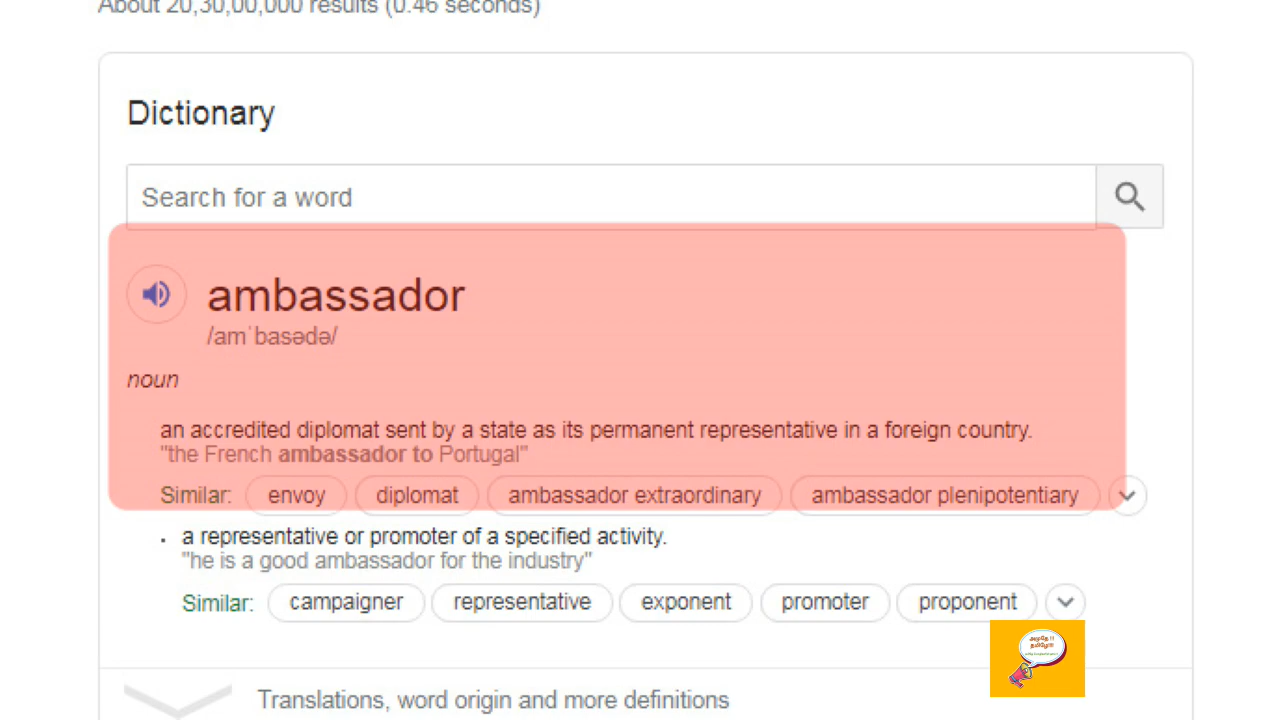 About 20,30,00,000 results (0.46 seconds)
Dictionary
Search for a word
ambassador
/amˈbasədə/
noun
an accredited diplomat sent by a state as its permanent representative in a foreign country.
"the French ambassador to Portugal"
Similar: envoy diplomat ambassador extraordinary ambassador plenipotentiary
· a representative or promoter of a specified activity.
"he is a good ambassador for the industry"
Similar: campaigner representative exponent promoter proponent
அமுதே !!
தமிழே!!!
Translations, word origin and more definitions